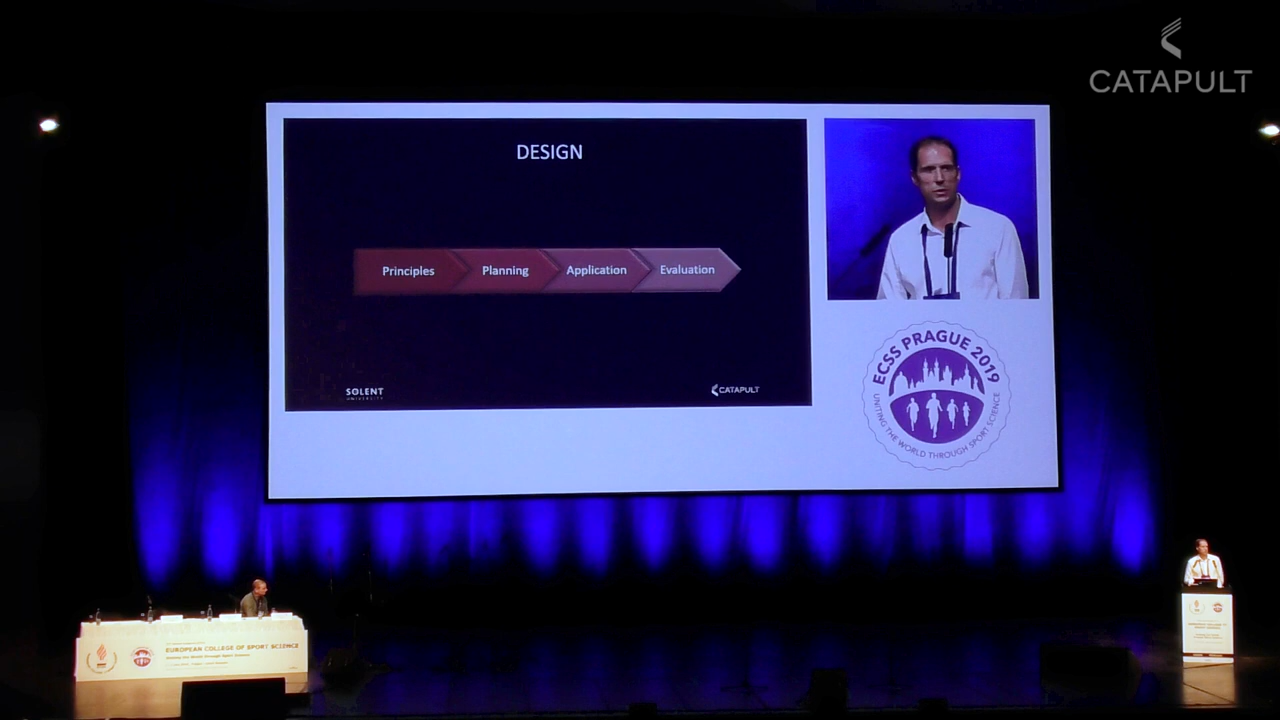 CATAPULT
DESIGN
Principles Planning Application Evaluation
SOLENT
UNIVERSITY
CATAPULT
ECSS PRAGUE 2019
UNITING THE WORLD THROUGH SPORT SCIENCE
EUROPEAN COLLEGE OF SPORT SCIENCE